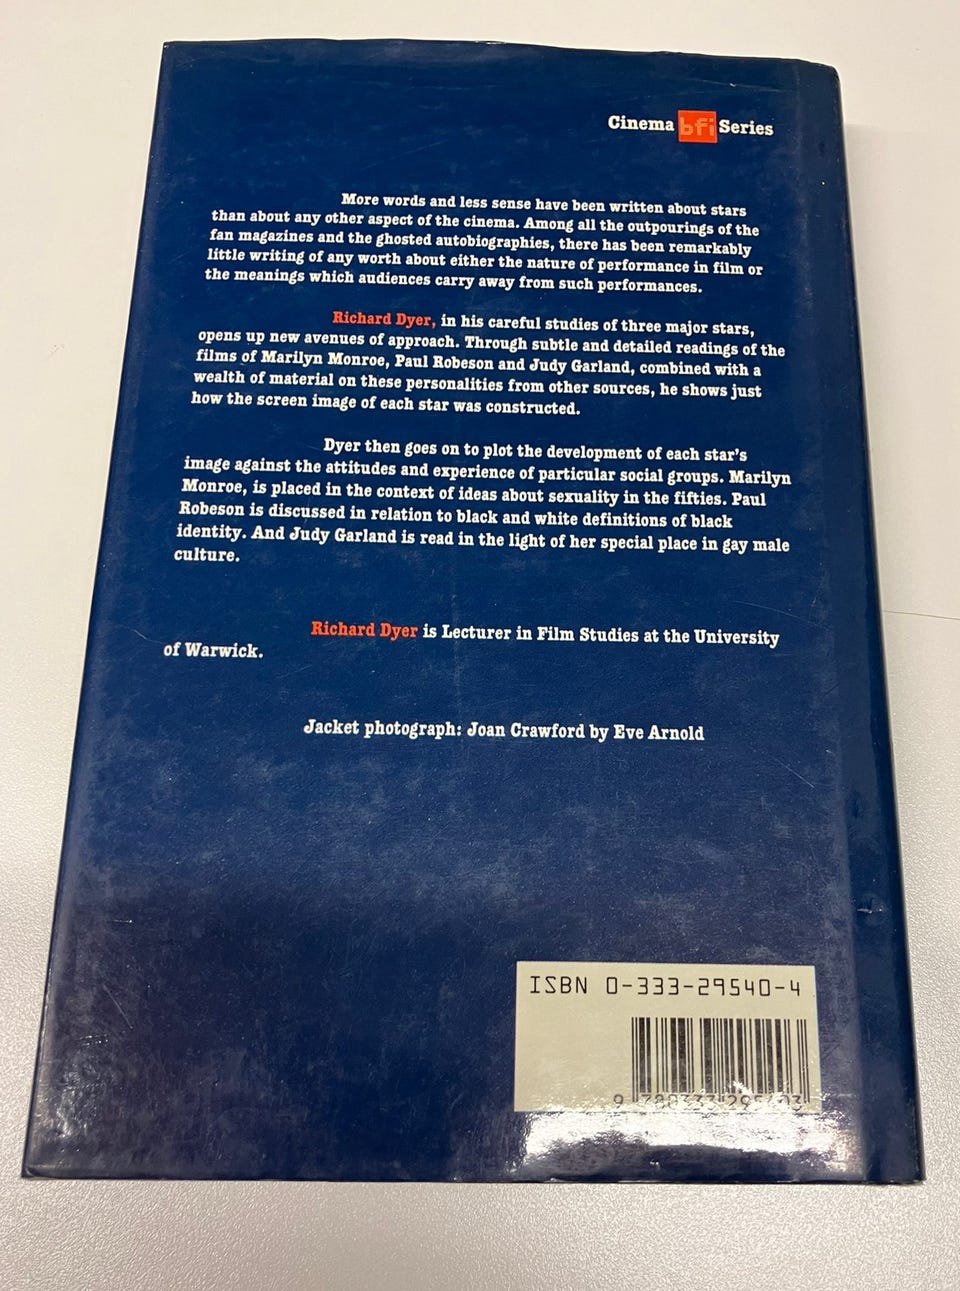 Cinema bfi Series
More words and less sense have been written about stars
than about any other aspect of the cinema. Among all the outpourings of the
fan magazines and the ghosted autobiographies, there has been remarkably
little writing of any worth about either the nature of performance in film or
the meanings which audiences carry away from such performances.
Richard Dyer, in his careful studies of three major stars,
opens up new avenues of approach. Through subtle and detailed readings of the
films of Marilyn Monroe, Paul Robeson and Judy Garland, combined with a
wealth of material on these personalities from other sources, he shows just
how the screen image of each star was constructed.
Dyer then goes on to plot the development of each star's
image against the attitudes and experience of particular social groups. Marilyn
Monroe, is placed in the context of ideas about sexuality in the fifties. Paul
Robeson is discussed in relation to black and white definitions of black
identity. And Judy Garland is read in the light of her special place in gay male
culture.
Richard Dyer is Lecturer in Film Studies at the University
of Warwick.
Jacket photograph: Joan Crawford by Eve Arnold
ISBN 0-333-29540-4